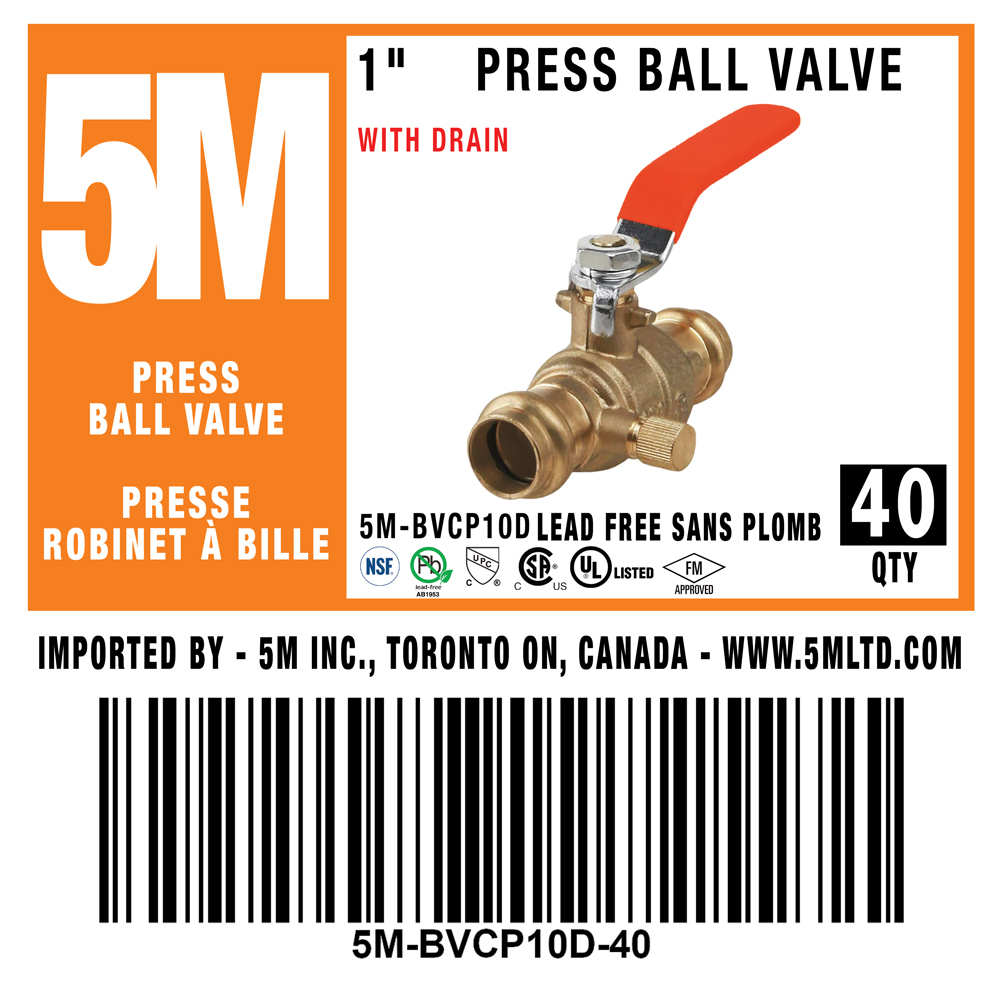 5M
PRESS
BALL VALVE
PRESSE
ROBINET À BILLE
1" PRESS BALL VALVE
WITH DRAIN
5M-BVCP10D LEAD FREE SANS PLOMB
40
QTY
NSF
Pb
lead-free
AB1953
UPC
C ®
SA
C US
®
UL LISTED
FM
APPROVED
IMPORTED BY - 5M INC., TORONTO ON, CANADA - WWW.5MLTD.COM
5M-BVCP10D-40